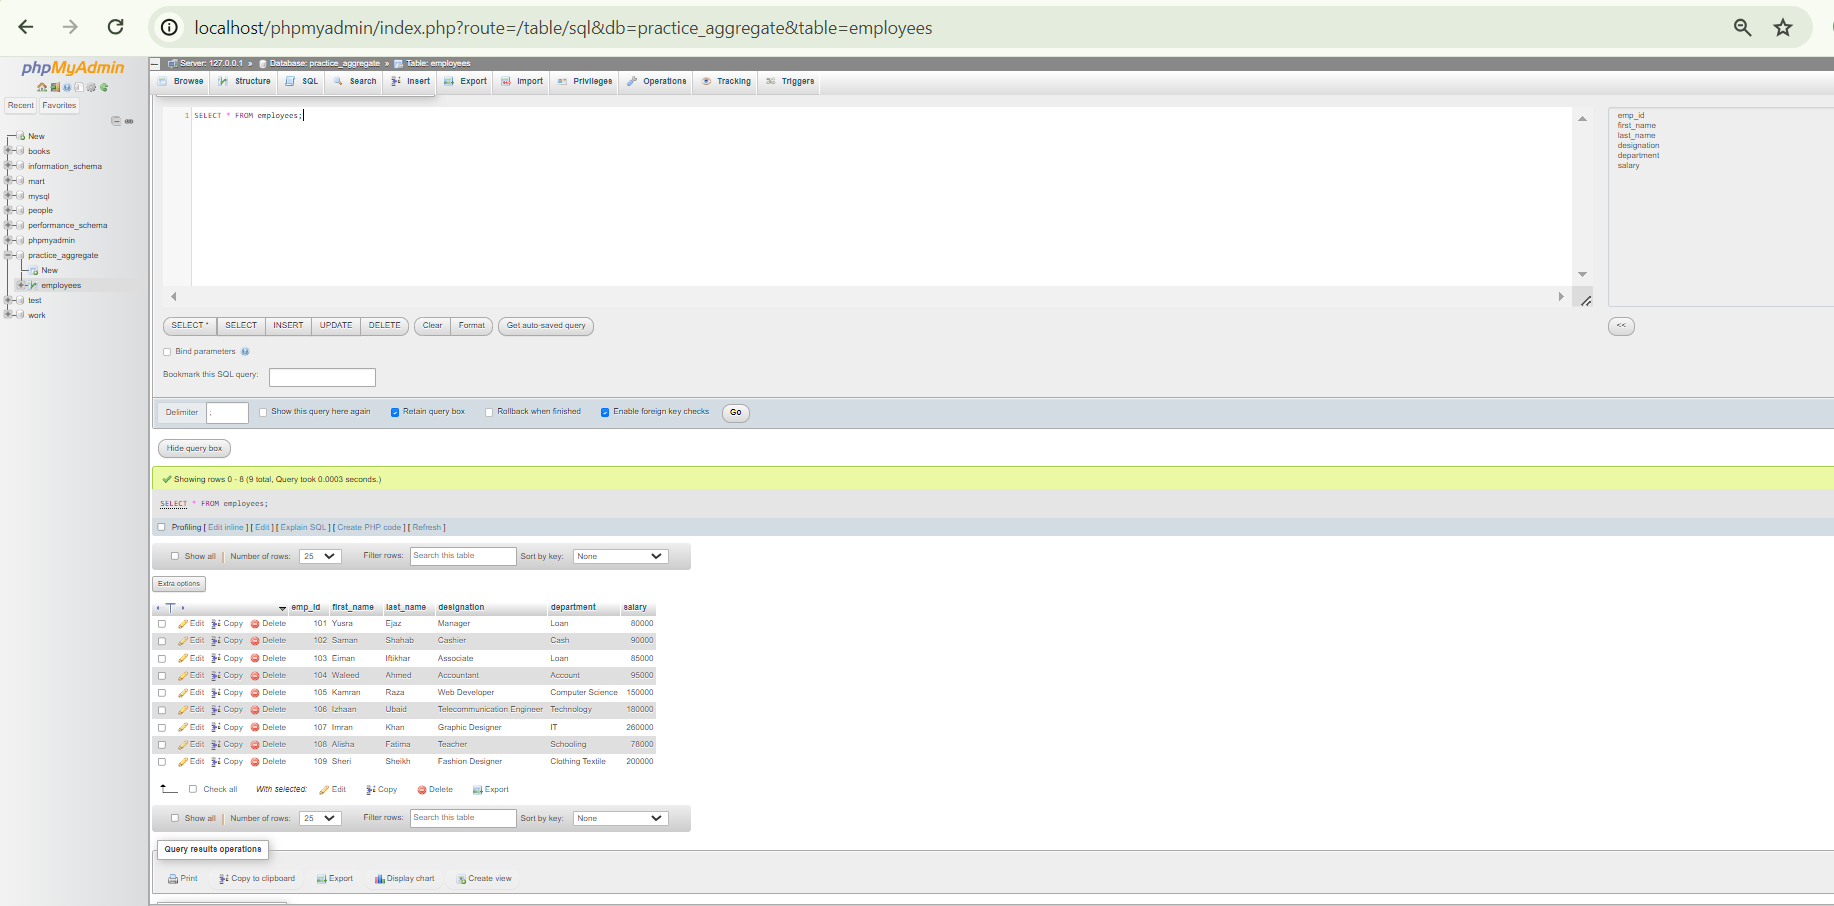 localhost/phpmyadmin/index.php?route=/table/sql&db=practice_aggregate&table=employees
phpMyAdmin
Recent Favorites
New
books
information_schema
mart
mysql
people
performance_schema
phpmyadmin
practice_aggregate
New
employees
test
work
Server: 127.0.0.1 » Database: practice_aggregate » Table: employees
Browse Structure SQL Search Insert Export Import Privileges Operations Tracking Triggers
1 SELECT * FROM employees;
emp_id
first_name
last_name
designation
department
salary
SELECT * SELECT INSERT UPDATE DELETE Clear Format Get auto-saved query <<
Bind parameters
Bookmark this SQL query:
Delimiter ; Show this query here again Retain query box Rollback when finished Enable foreign key checks Go
Hide query box
Showing rows 0 - 8 (9 total, Query took 0.0003 seconds.)
SELECT * FROM employees;
Profiling [ Edit inline ] [ Edit ] [ Explain SQL ] [ Create PHP code ] [ Refresh ]
Show all | Number of rows: 25 Filter rows: Search this table Sort by key: None
Extra options
emp_id first_name last_name designation department salary
Edit Copy Delete 101 Yusra Ejaz Manager Loan 80000
Edit Copy Delete 102 Saman Shahab Cashier Cash 90000
Edit Copy Delete 103 Eiman Iftikhar Associate Loan 85000
Edit Copy Delete 104 Waleed Ahmed Accountant Account 95000
Edit Copy Delete 105 Kamran Raza Web Developer Computer Science 150000
Edit Copy Delete 106 Izhaan Ubaid Telecommunication Engineer Technology 180000
Edit Copy Delete 107 Imran Khan Graphic Designer IT 260000
Edit Copy Delete 108 Alisha Fatima Teacher Schooling 78000
Edit Copy Delete 109 Sheri Sheikh Fashion Designer Clothing Textile 200000
Check all With selected: Edit Copy Delete Export
Show all | Number of rows: 25 Filter rows: Search this table Sort by key: None
Query results operations
Print Copy to clipboard Export Display chart Create view